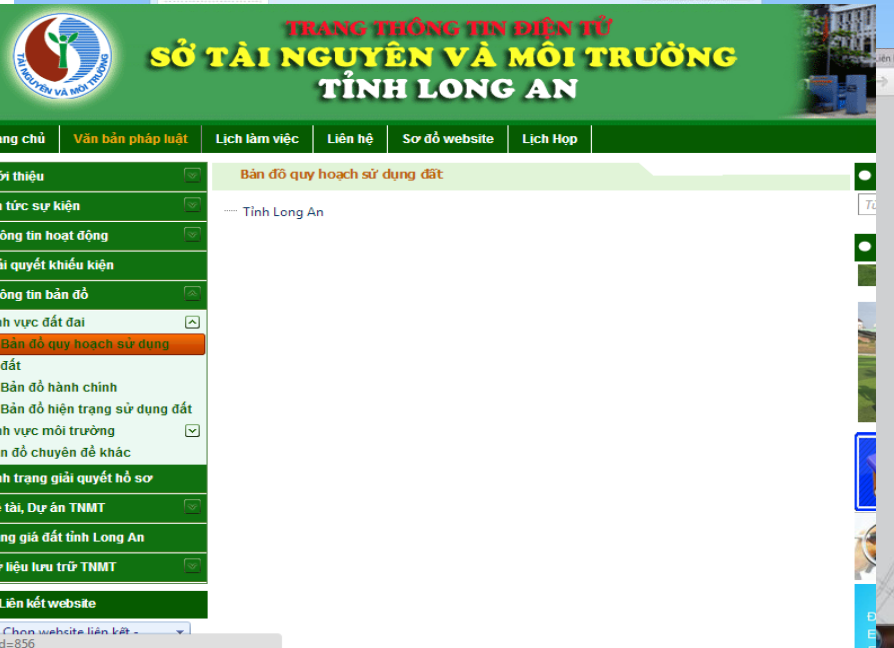 TRANG THÔNG TIN ĐIỆN TỬ
SỞ TÀI NGUYÊN VÀ MÔI TRƯỜNG
TỈNH LONG AN
TÀI NGUYÊN VÀ MÔI TRƯỜNG
ang chủ
Văn bản pháp luật
Lịch làm việc
Liên hệ
Sơ đồ website
Lịch Họp
ới thiệu
n tức sự kiện
ông tin hoạt động
ải quyết khiếu kiện
ông tin bản đồ
nh vực đất đai
Bản đồ quy hoạch sử dụng
đất
Bản đồ hành chính
Bản đồ hiện trạng sử dụng đất
nh vực môi trường
n đồ chuyên đề khác
nh trạng giải quyết hồ sơ
tài, Dự án TNMT
ng giá đất tỉnh Long An
liệu lưu trữ TNMT
Liên kết website
Chọn website liên kết -
d=856
Bản đồ quy hoạch sử dụng đất
Tỉnh Long An